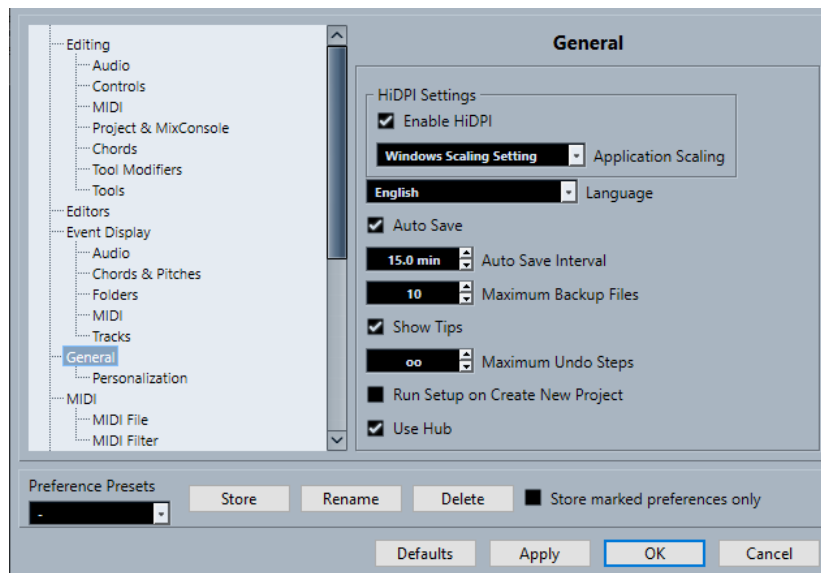 Editing
Audio
Controls
MIDI
Project & MixConsole
Chords
Tool Modifiers
Tools
Editors
Event Display
Audio
Chords & Pitches
Folders
MIDI
Tracks
General
Personalization
MIDI
MIDI File
MIDI Filter
General
HiDPI Settings
Enable HiDPI
Windows Scaling Setting Application Scaling
English Language
Auto Save
15.0 min Auto Save Interval
10 Maximum Backup Files
Show Tips
oo Maximum Undo Steps
Run Setup on Create New Project
Use Hub
Preference Presets
- Store Rename Delete Store marked preferences only
Defaults Apply OK Cancel